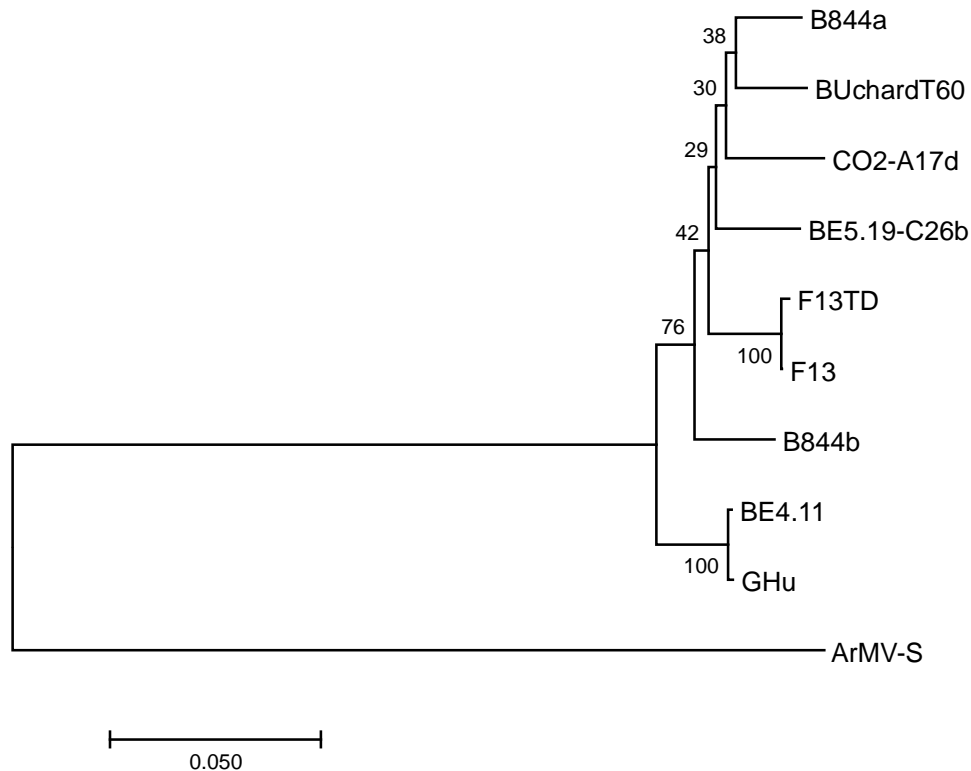 B844a
38
BUchardT60
30
CO2-A17d
29
BE5.19-C26b
42
F13TD
76
100
F13
B844b
BE4.11
100
GHu
ArMV-S
0.050